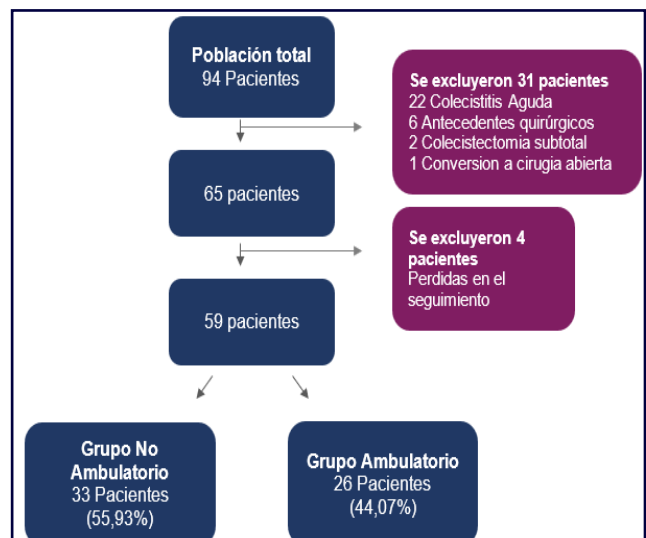 Población total
94 Pacientes
Se excluyeron 31 pacientes
22 Colecistitis Aguda
6 Antecedentes quirúrgicos
2 Colecistectomia subtotal
1 Conversion a cirugia abierta
65 pacientes
Se excluyeron 4
pacientes
Perdidas en el
seguimiento
59 pacientes
Grupo No
Ambulatorio
33 Pacientes
(55,93%)
Grupo Ambulatorio
26 Pacientes
(44,07%)